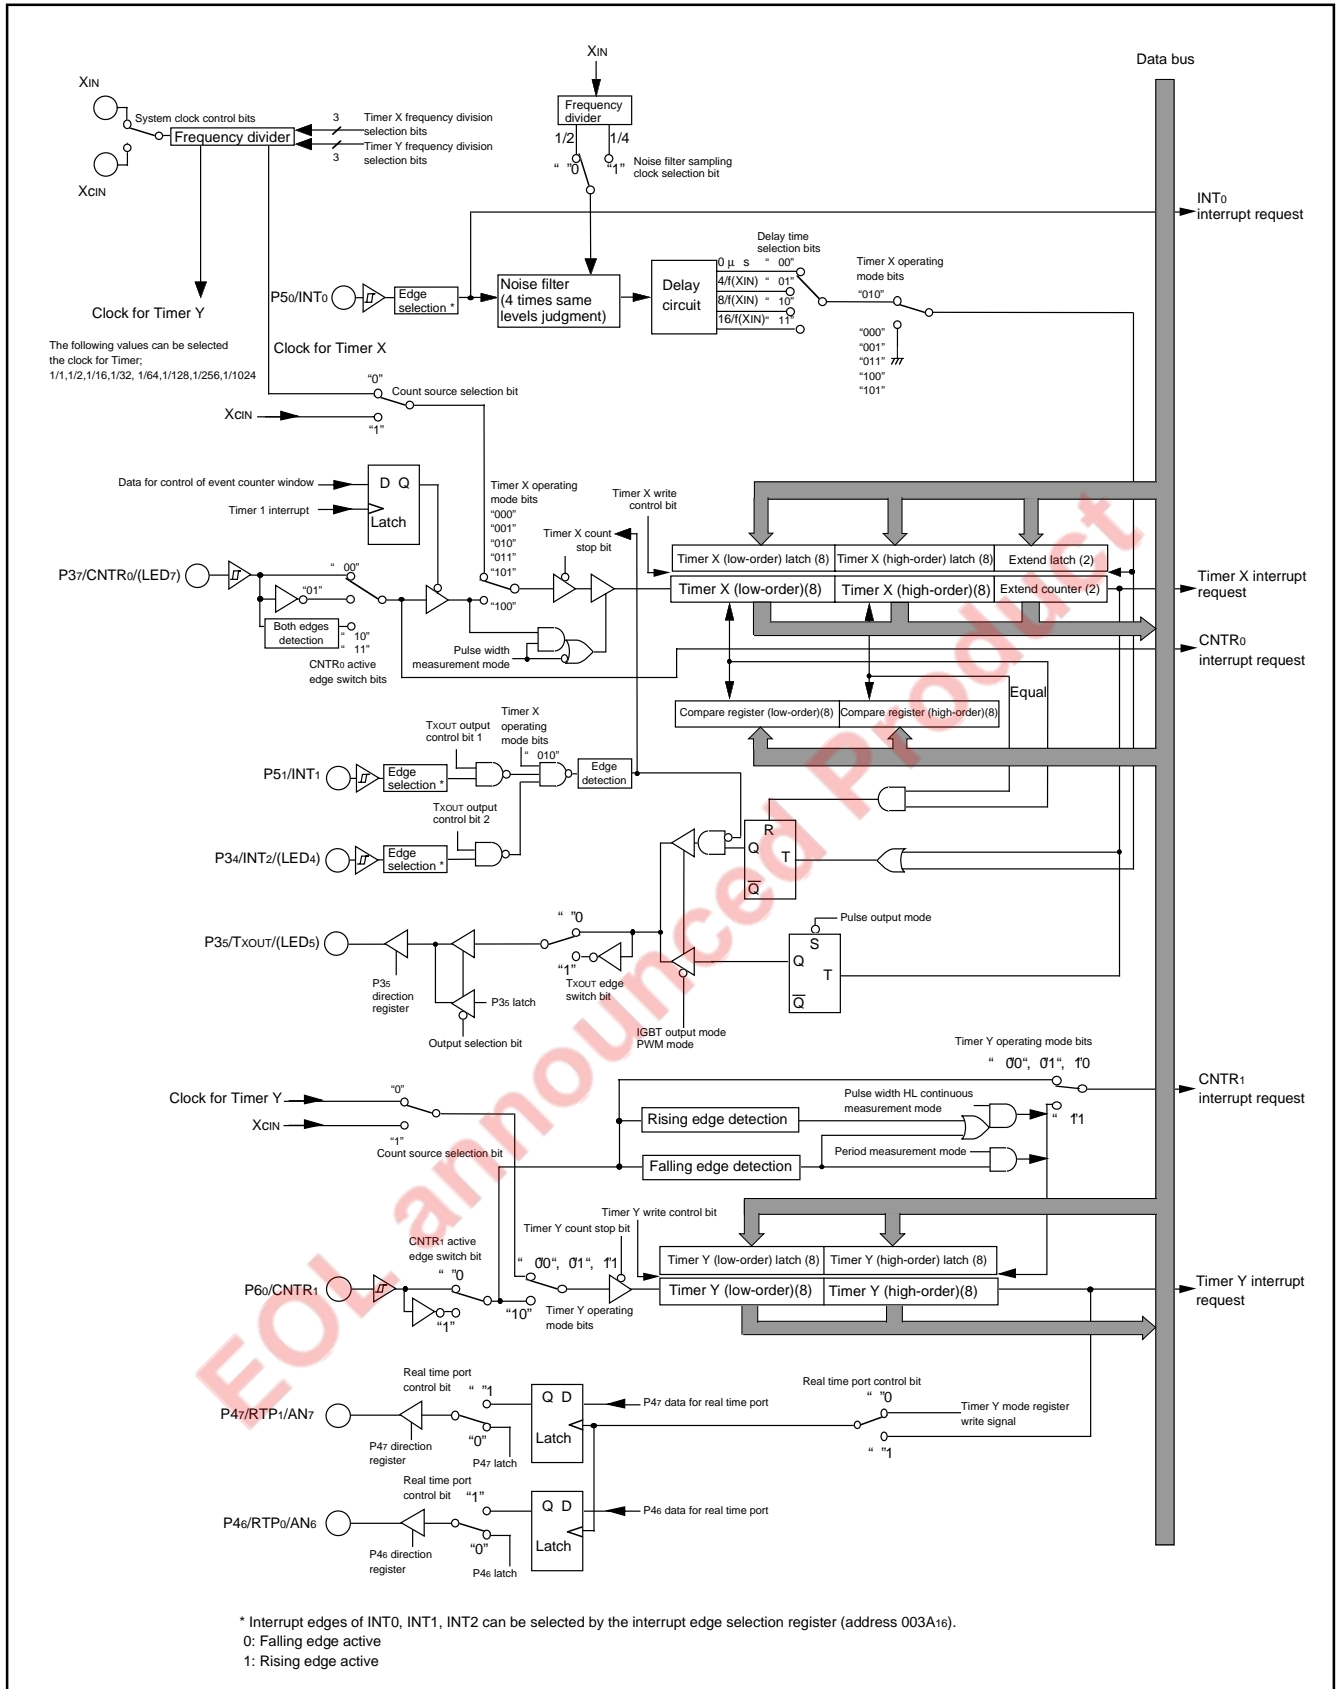 XIN
Data bus
XIN
System clock control bits
Frequency divider
3
Timer X frequency division
selection bits
Timer Y frequency division
selection bits
3
XCIN
Frequency
divider
1/2
1/4
“ ”0
“1”
Noise filter sampling
clock selection bit
INT0
interrupt request
P50/INT0
Edge
selection *
Noise filter
(4 times same
levels judgment)
Delay
circuit
Delay time
selection bits
0 μ s “ 00”
4/f(XIN) “ 01”
8/f(XIN) “ 10”
16/f(XIN)“ 11”
Timer X operating
mode bits
“010”
“000”
“001”
“011”
“100”
“101”
Clock for Timer Y
The following values can be selected
the clock for Timer;
1/1,1/2,1/16,1/32, 1/64,1/128,1/256,1/1024
Clock for Timer X
“0”
Count source selection bit
XCIN
“1”
Data for control of event counter window
Timer 1 interrupt
D Q
Latch
Timer X operating
mode bits
“000”
“001”
“010”
“011”
“101”
“100”
Timer X count
stop bit
Timer X write
control bit
Timer X (low-order) latch (8)
Timer X (high-order) latch (8)
Extend latch (2)
Timer X (low-order)(8)
Timer X (high-order)(8)
Extend counter (2)
Timer X interrupt
request
P37/CNTR0/(LED7)
“ 00”
“01”
Both edges
detection
“ 10”
“ 11”
CNTR0 active
edge switch bits
Pulse width
measurement mode
CNTR0
interrupt request
Equal
Compare register (low-order)(8)
Compare register (high-order)(8)
P51/INT1
Edge
selection *
TXOUT output
control bit 1
Timer X
operating
mode bits
“ 010”
Edge
detection
TXOUT output
control bit 2
P34/INT2/(LED4)
Edge
selection *
R
Q
T
Q
Pulse output mode
S
Q
T
Q
P35/TXOUT/(LED5)
“ ”0
“1”
TXOUT edge
switch bit
P35
direction
register
P35 latch
Output selection bit
IGBT output mode
PWM mode
Timer Y operating mode bits
“ 0”0“, 0”1“, 1”0
CNTR1
interrupt request
“ 1”1
Clock for Timer Y
“0”
XCIN
“1”
Count source selection bit
Rising edge detection
Falling edge detection
Pulse width HL continuous
measurement mode
Period measurement mode
Timer Y write control bit
Timer Y count stop bit
Timer Y (low-order) latch (8)
Timer Y (high-order) latch (8)
Timer Y (low-order)(8)
Timer Y (high-order)(8)
Timer Y interrupt
request
CNTR1 active
edge switch bit
P60/CNTR1
“ ”0
“1”
“ 0”0“, 0”1“, 1”1
“10”
Timer Y operating
mode bits
Real time port
control bit
“ ”1
P47/RTP1/AN7
“0”
P47 direction
register
P47 latch
Q D
Latch
P47 data for real time port
Real time port control bit
“ ”0
Timer Y mode register
write signal
“ ”1
Real time port
control bit
“1”
P46/RTP0/AN6
“0”
P46 direction
register
P46 latch
Q D
Latch
P46 data for real time port
* Interrupt edges of INT0, INT1, INT2 can be selected by the interrupt edge selection register (address 003A16).
0: Falling edge active
1: Rising edge active
EOL announced Product